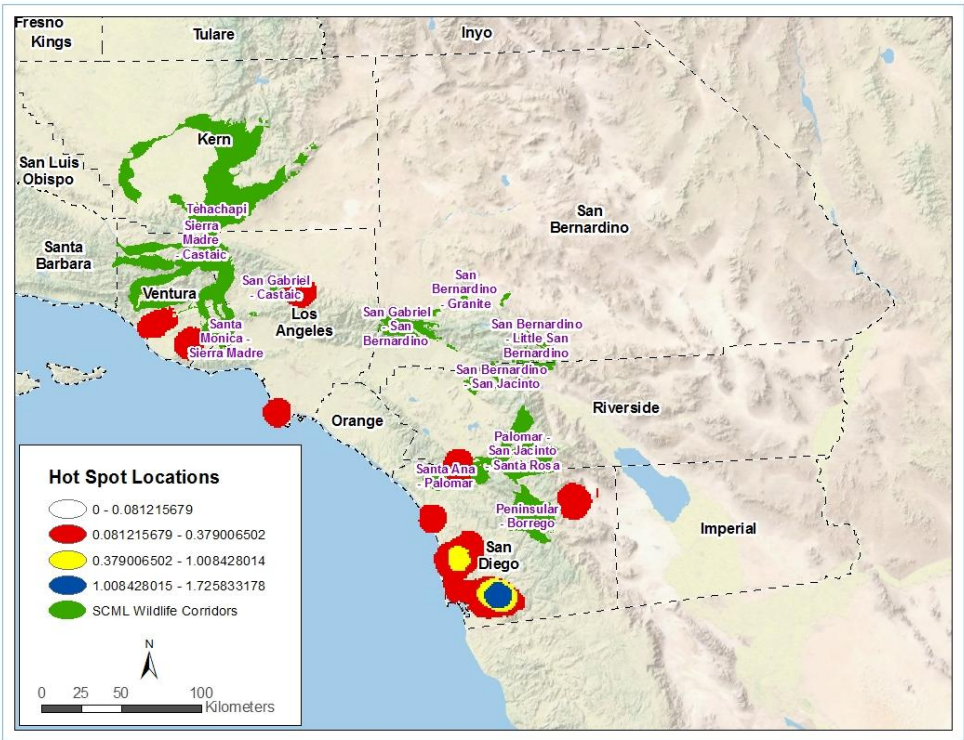 Fresno
Kings
Tulare
Inyo
Kern
San Luis
Obispo
Tehachapi
Sierra
Madre
- Castaic
San
Bernardino
Santa
Barbara
Ventura
San Gabriel
- Castaic
Los
Angeles
San
Bernardino
- Granite
San Gabriel
- San
Bernardino
Santa
Monica -
Sierra Madre
San Bernardino
- Little San
Bernardino
San Bernardino
- San Jacinto
Orange
Riverside
Palomar -
San Jacinto
- Santa Rosa
Santa Ana
- Palomar
Peninsular
- Borrego
Imperial
San
Diego
Hot Spot Locations
0 - 0.081215679
0.081215679 - 0.379006502
0.379006502 - 1.008428014
1.008428015 - 1.725833178
SCML Wildlife Corridors
N
0 25 50 100
Kilometers